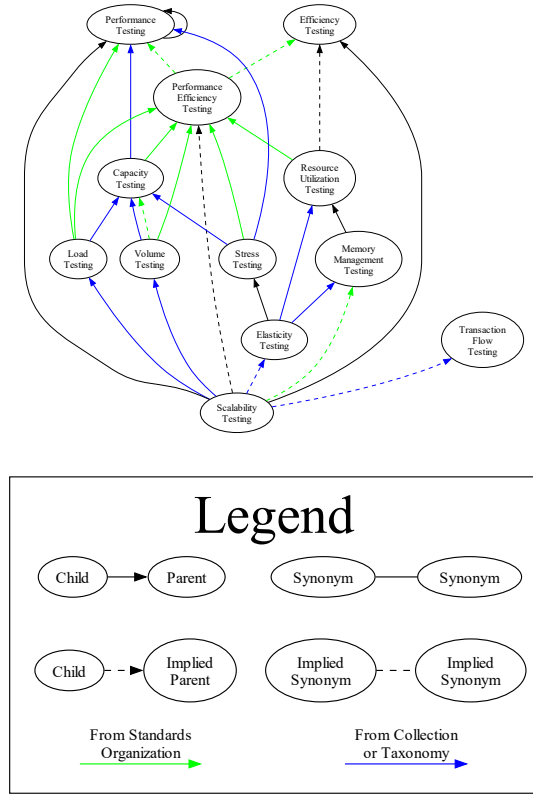 Performance
Testing
Efficiency
Testing
Performance
Efficiency
Testing
Capacity
Testing
Resource
Utilization
Testing
Load
Testing
Volume
Testing
Stress
Testing
Memory
Management
Testing
Elasticity
Testing
Transaction
Flow
Testing
Scalability
Testing
Legend
Child
Parent
Synonym
Synonym
Child
Implied
Parent
Implied
Synonym
Implied
Synonym
From Standards
Organization
From Collection
or Taxonomy